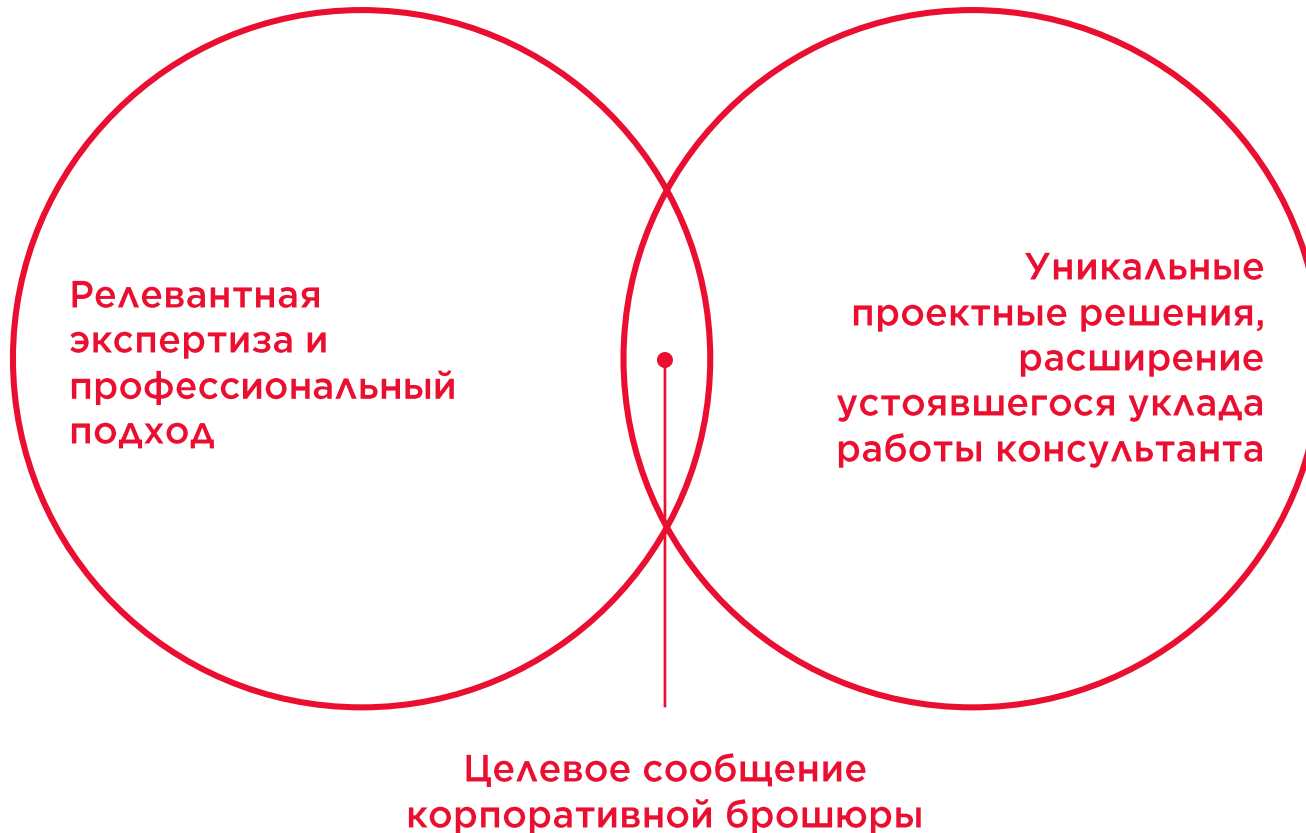 Релевантная
экспертиза и
профессиональный
подход
Уникальные
проектные решения,
расширение
устоявшегося уклада
работы консультанта
Целевое сообщение
корпоративной брошюры